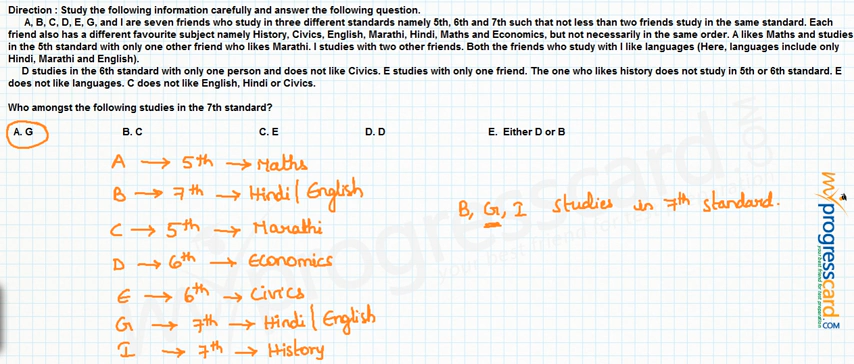 Direction : Study the following information carefully and answer the following question.
A, B, C, D, E, G, and I are seven friends who study in three different standards namely 5th, 6th and 7th such that not less than two friends study in the same standard. Each
friend also has a different favourite subject namely History, Civics, English, Marathi, Hindi, Maths and Economics, but not necessarily in the same order. A likes Maths and studies
in the 5th standard with only one other friend who likes Marathi. I studies with two other friends. Both the friends who study with I like languages (Here, languages include only
Hindi, Marathi and English).
D studies in the 6th standard with only one person and does not like Civics. E studies with only one friend. The one who likes history does not study in 5th or 6th standard. E
does not like languages. C does not like English, Hindi or Civics.
Who amongst the following studies in the 7th standard?
A. G B. C C. E D. D E. Either D or B
A → 5th → Maths
B → 7th → Hindi | English
C → 5th → Marathi
D → 6th → Economics
E → 6th → Civics
G → 7th → Hindi | English
I → 7th → History
B, G, I studies in 7th standard.
myprogresscard.COM